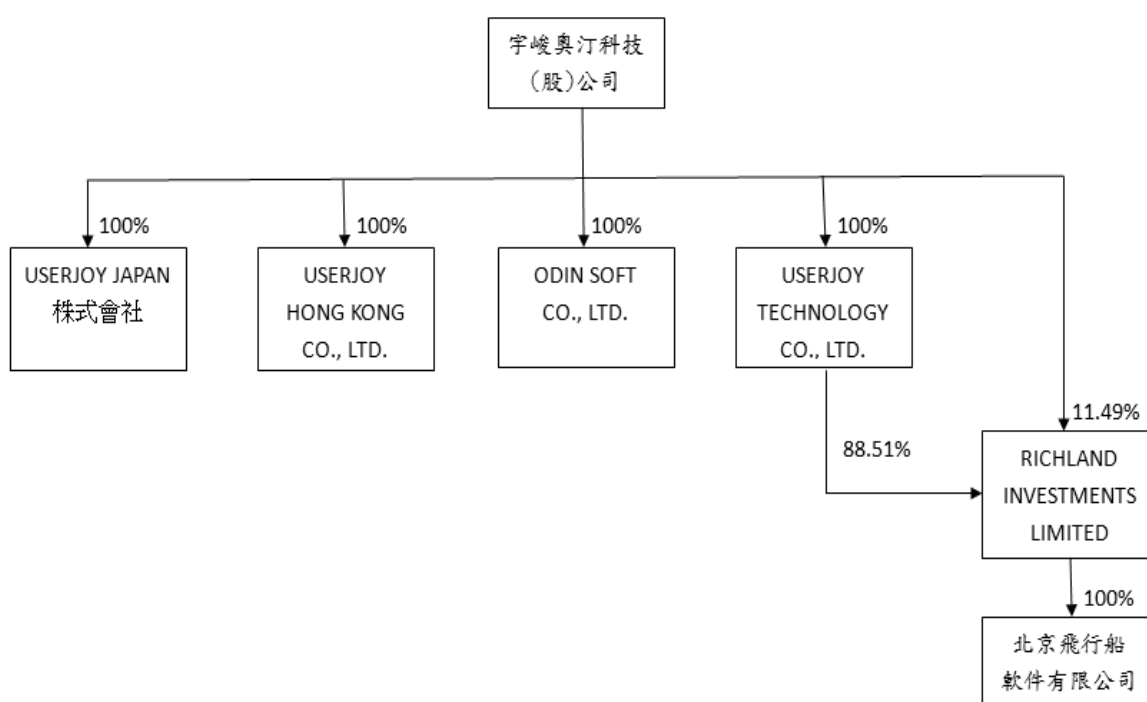 宇峻奧汀科技
(股)公司
100%
100%
100%
100%
USERJOY JAPAN
株式會社
USERJOY
HONG KONG
CO., LTD.
ODIN SOFT
CO., LTD.
USERJOY
TECHNOLOGY
CO., LTD.
11.49%
88.51%
RICHLAND
INVESTMENTS
LIMITED
100%
北京飛行船
軟件有限公司